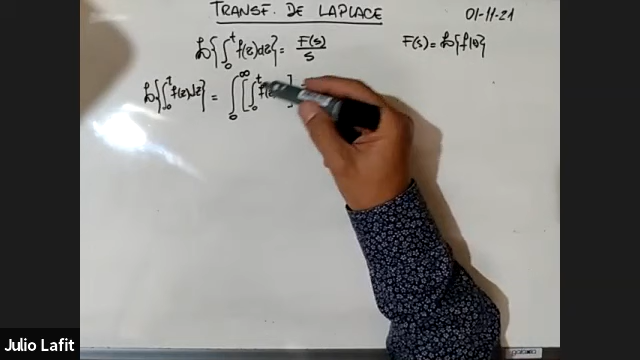 TRANSF. DE LAPLACE 01-11-21
ℒ{∫₀ᵗ f(z)dz} = F(s)/s F(s) = ℒ{f(t)}
ℒ{∫₀ᵗ f(z)dz} = ∫₀^∞ [∫₀ᵗ f(z
Julio Lafit